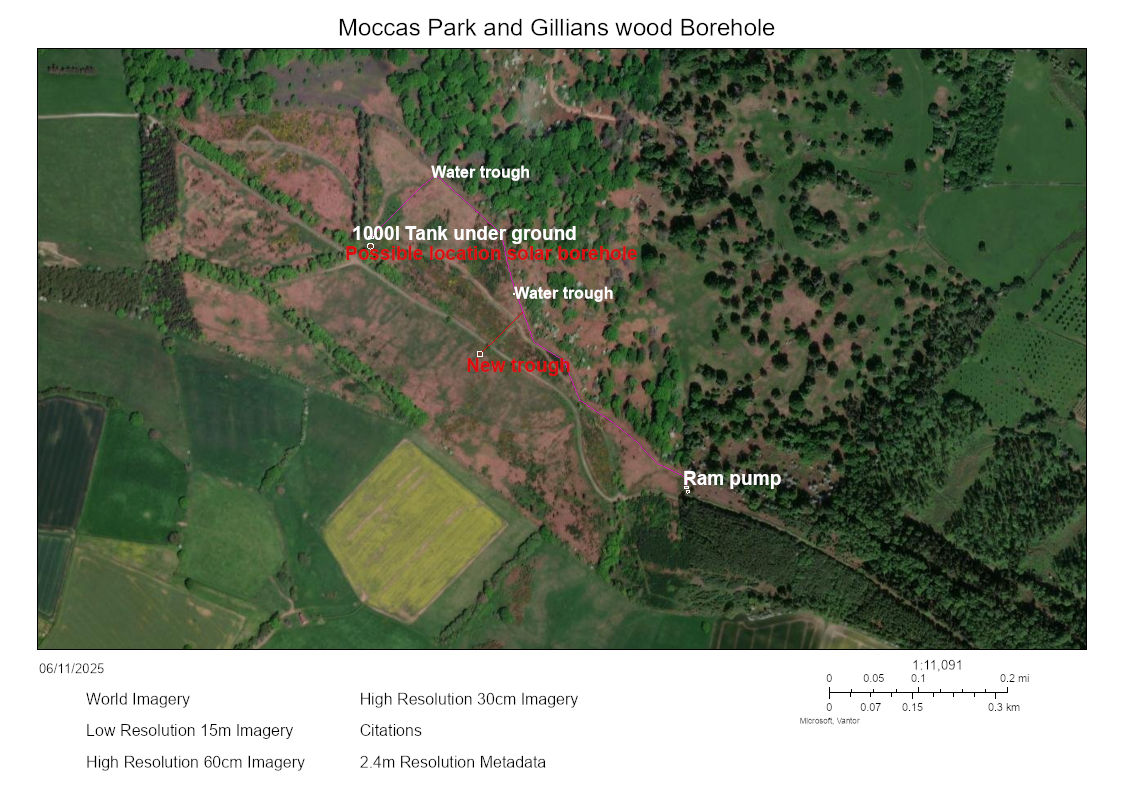 Moccas Park and Gillians wood Borehole
Water trough
1000l Tank under ground
Possible location solar borehole
Water trough
New trough
Ram pump
06/11/2025
1:11,091
0 0.05 0.1 0.2 mi
0 0.07 0.15 0.3 km
Microsoft, Vantor
World Imagery
Low Resolution 15m Imagery
High Resolution 60cm Imagery
High Resolution 30cm Imagery
Citations
2.4m Resolution Metadata